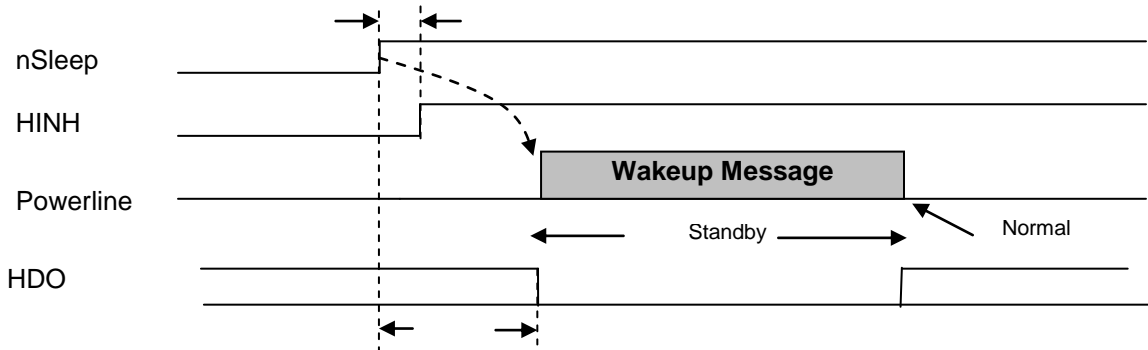 nSleep
HINH
Wakeup Message
Powerline
Standby
Normal
HDO